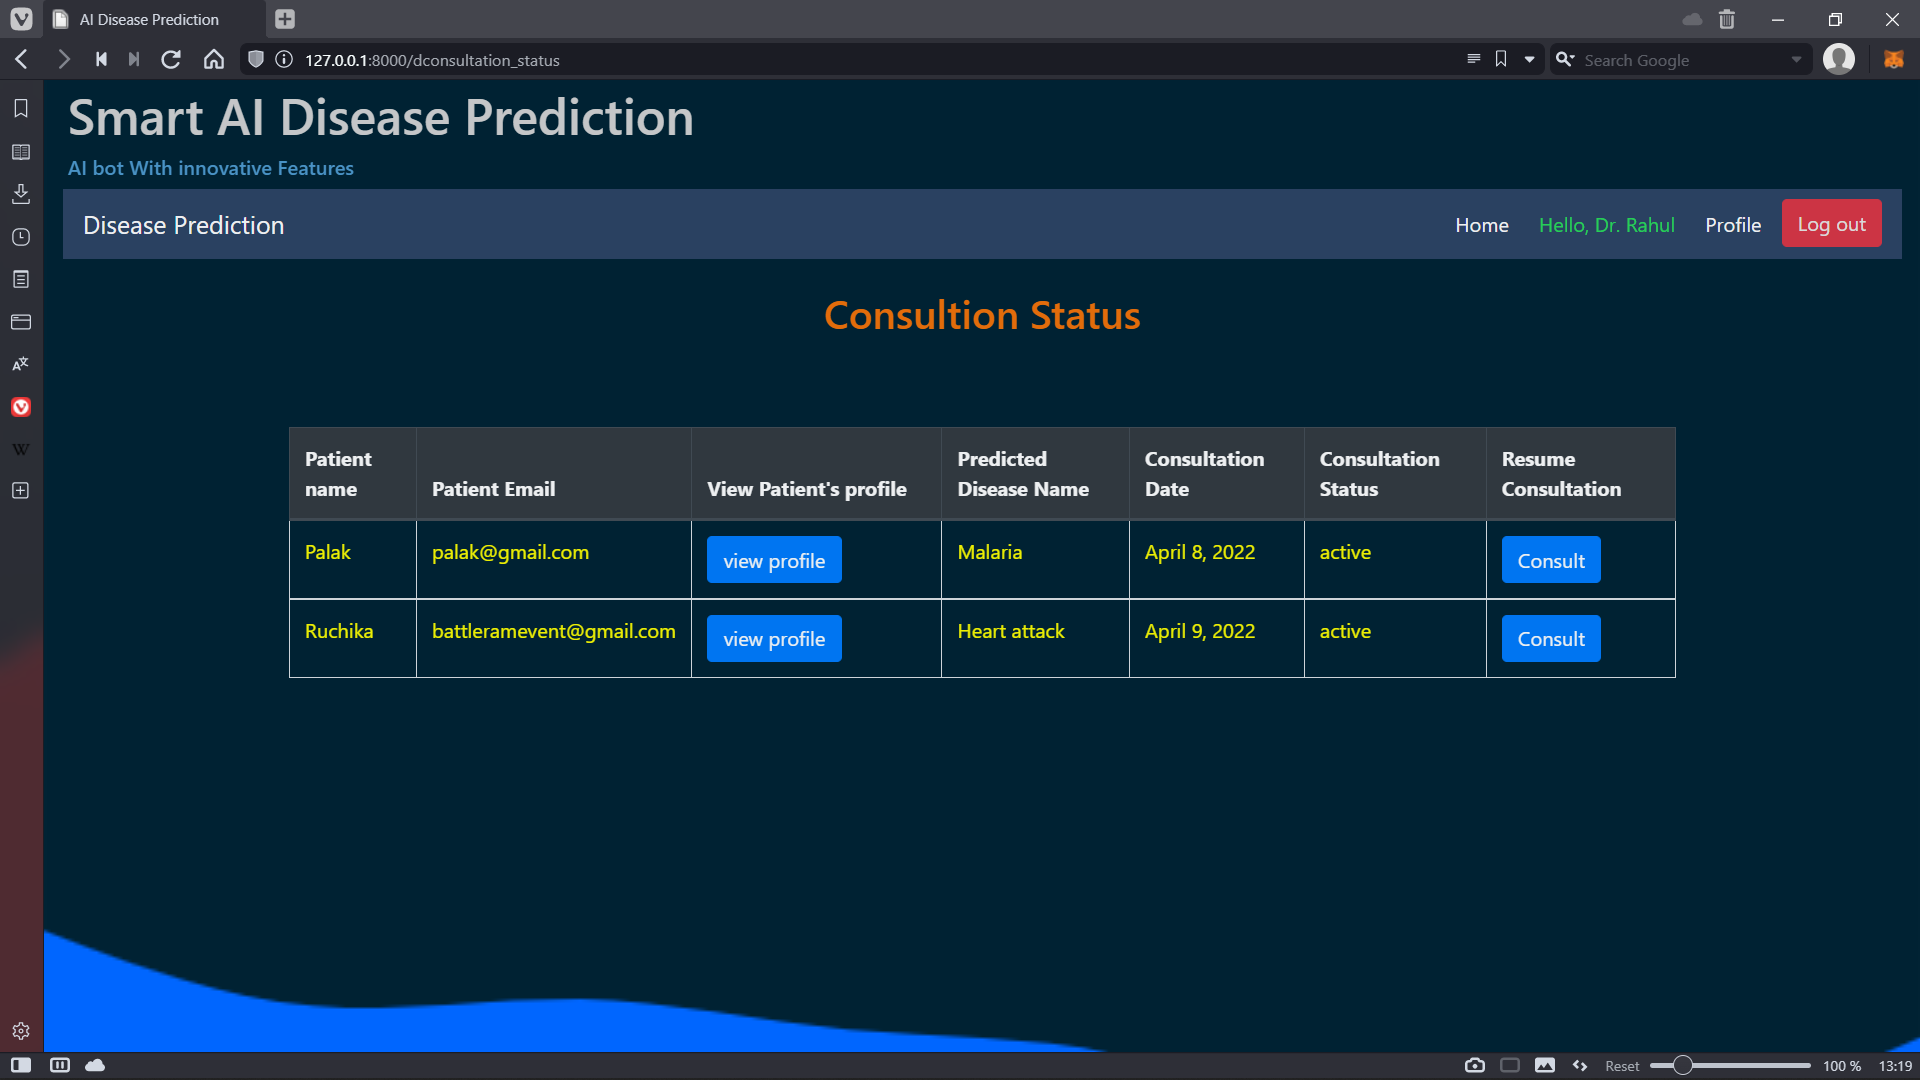 AI Disease Prediction
127.0.0.1:8000/dconsultation_status
Search Google
Smart AI Disease Prediction
AI bot With innovative Features
Disease Prediction
Home
Hello, Dr. Rahul
Profile
Log out
Consultion Status
Patient name
Patient Email
View Patient's profile
Predicted Disease Name
Consultation Date
Consultation Status
Resume Consultation
Palak
palak@gmail.com
view profile
Malaria
April 8, 2022
active
Consult
Ruchika
battleramevent@gmail.com
view profile
Heart attack
April 9, 2022
active
Consult
Reset
100 %
13:19